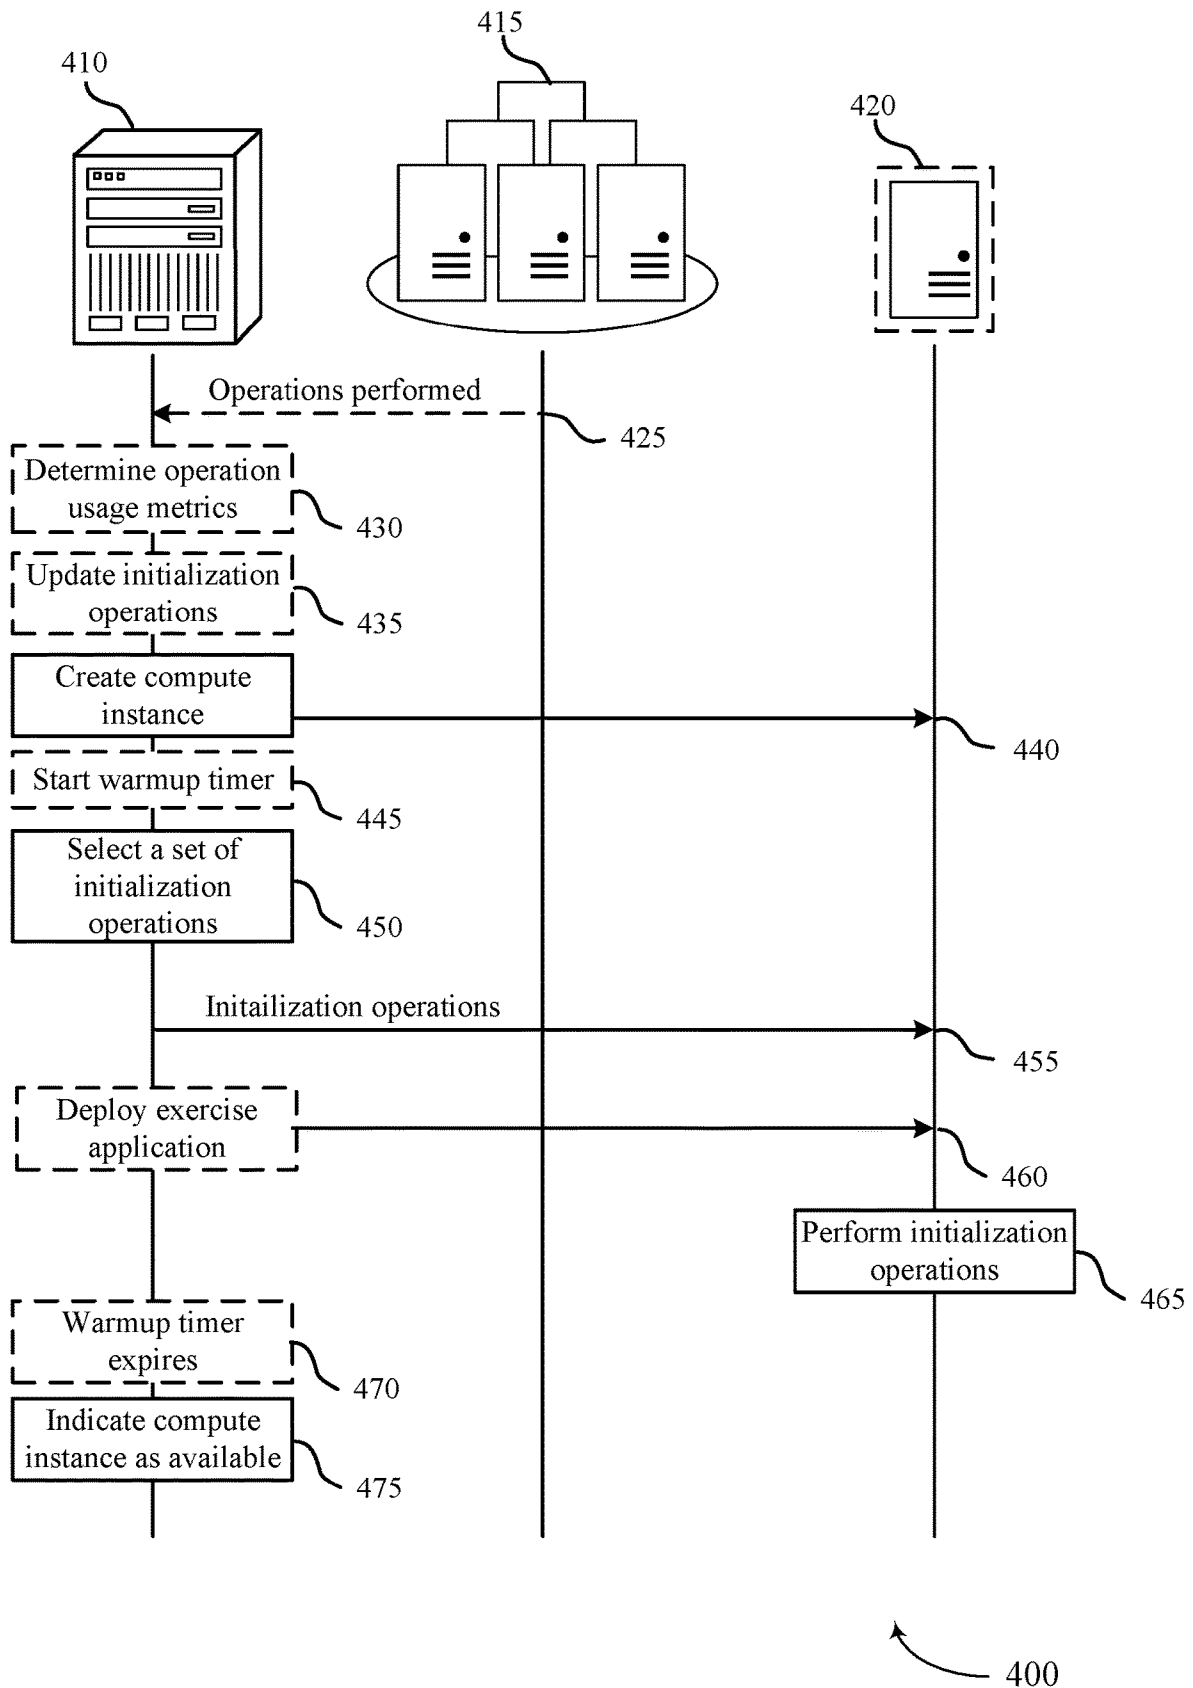 415
410
420
Operations performed
425
Determine operation
usage metrics
430
Update initialization
operations
435
Create compute
instance
440
Start warmup timer
445
Select a set of
initialization
operations
450
Initailization operations
455
Deploy exercise
application
460
Perform initialization
operations
465
Warmup timer
expires
470
Indicate compute
instance as available
475
400